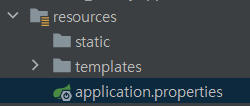 resources
static
templates
application.properties